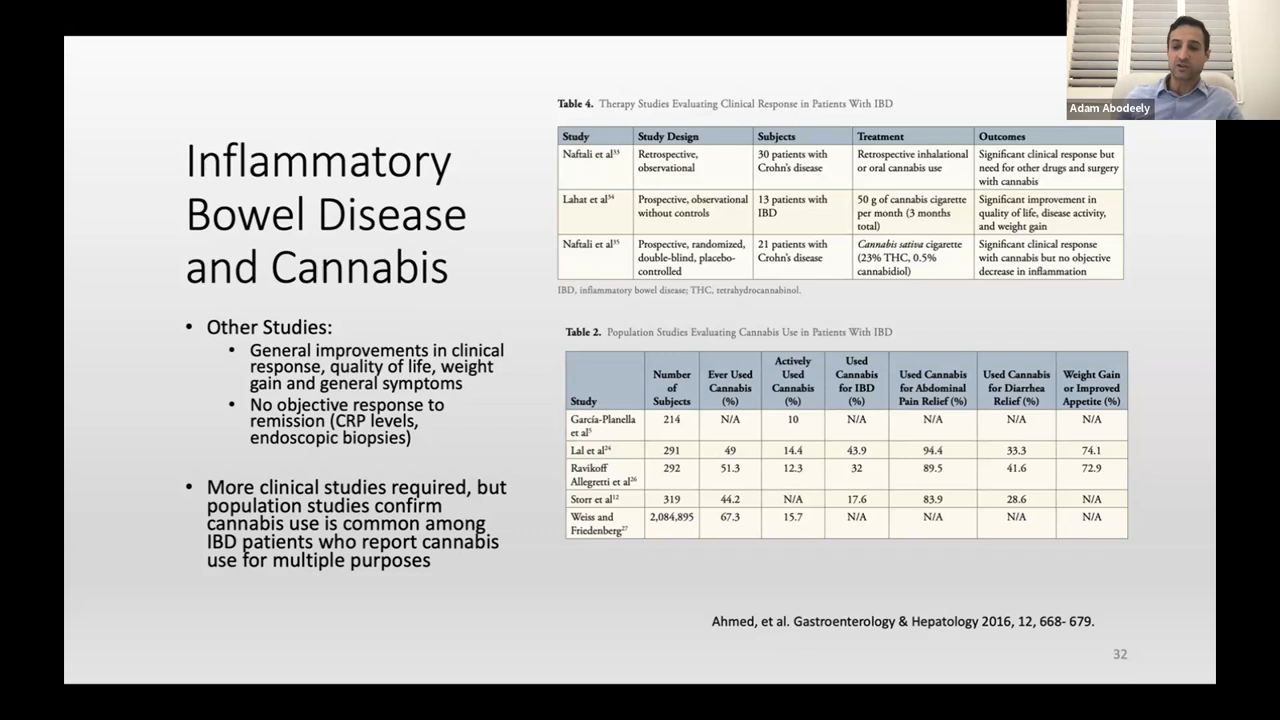 Adam Abodeely
Inflammatory
Bowel Disease
and Cannabis
• Other Studies:
• General improvements in clinical
response, quality of life, weight
gain and general symptoms
• No objective response to
remission (CRP levels,
endoscopic biopsies)
• More clinical studies required, but
population studies confirm
cannabis use is common among
IBD patients who report cannabis
use for multiple purposes
Table 4. Therapy Studies Evaluating Clinical Response in Patients With IBD
Study Study Design Subjects Treatment Outcomes
Naftali et al³³ Retrospective, 30 patients with Retrospective inhalational Significant clinical response but
observational Crohn's disease or oral cannabis use need for other drugs and surgery
with cannabis
Lahat et al³⁴ Prospective, observational 13 patients with 50 g of cannabis cigarette Significant improvement in
without controls IBD per month (3 months quality of life, disease activity,
total) and weight gain
Naftali et al³⁵ Prospective, randomized, 21 patients with Cannabis sativa cigarette Significant clinical response
double-blind, placebo- Crohn's disease (23% THC, 0.5% with cannabis but no objective
controlled cannabidiol) decrease in inflammation
IBD, inflammatory bowel disease; THC, tetrahydrocannabinol.
Table 2. Population Studies Evaluating Cannabis Use in Patients With IBD
Actively Used
Number Ever Used Used Cannabis Used Cannabis Used Cannabis Weight Gain
of Cannabis Cannabis for IBD for Abdominal for Diarrhea or Improved
Study Subjects (%) (%) (%) Pain Relief (%) Relief (%) Appetite (%)
García-Planella 214 N/A 10 N/A N/A N/A N/A
et al⁵
Lal et al²⁴ 291 49 14.4 43.9 94.4 33.3 74.1
Ravikoff 292 51.3 12.3 32 89.5 41.6 72.9
Allegretti et al²⁶
Storr et al¹² 319 44.2 N/A 17.6 83.9 28.6 N/A
Weiss and 2,084,895 67.3 15.7 N/A N/A N/A N/A
Friedenberg²⁷
Ahmed, et al. Gastroenterology & Hepatology 2016, 12, 668- 679.
32